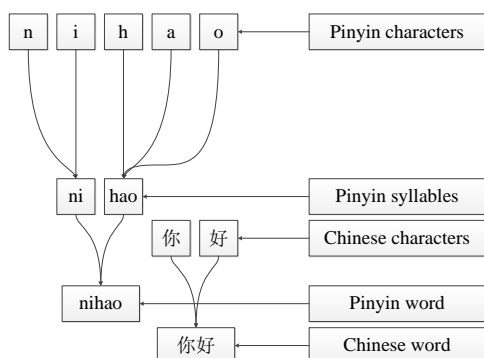 n i h a o Pinyin characters
ni hao Pinyin syllables
你 好 Chinese characters
nihao Pinyin word
你好 Chinese word